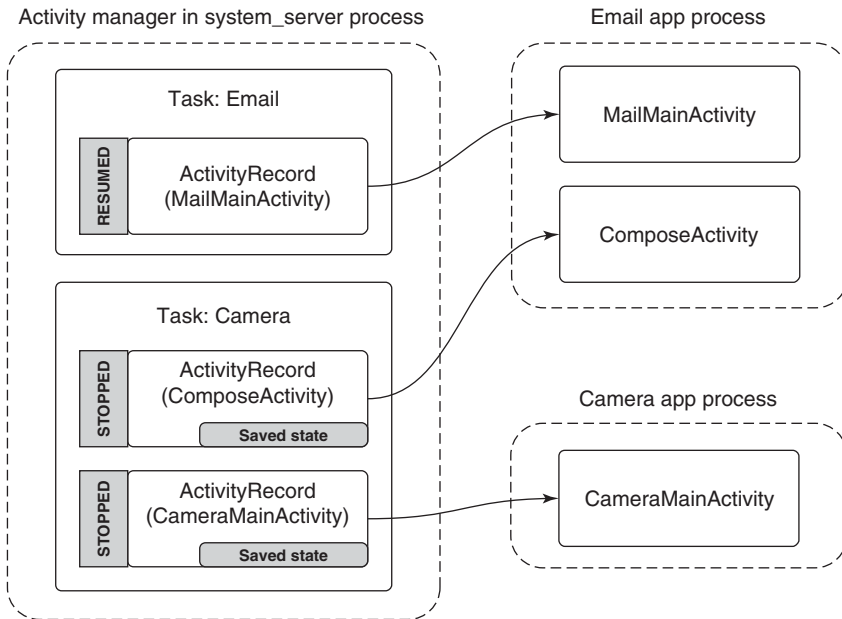 Activity manager in system_server process
Task: Email
RESUMED
ActivityRecord
(MailMainActivity)
Task: Camera
STOPPED
ActivityRecord
(ComposeActivity)
Saved state
STOPPED
ActivityRecord
(CameraMainActivity)
Saved state
Email app process
MailMainActivity
ComposeActivity
Camera app process
CameraMainActivity